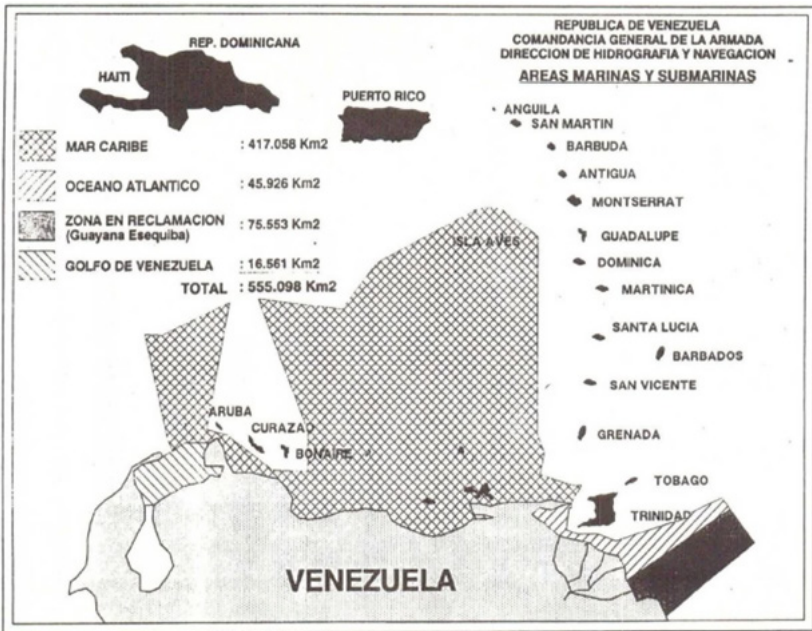 REPUBLICA DE VENEZUELA
COMANDANCIA GENERAL DE LA ARMADA
DIRECCION DE HIDROGRAFIA Y NAVEGACION
AREAS MARINAS Y SUBMARINAS
REP. DOMINICANA
HAITI
PUERTO RICO
MAR CARIBE : 417.058 Km2
OCEANO ATLANTICO : 45.926 Km2
ZONA EN RECLAMACION : 75.553 Km2
(Guayana Esequiba)
GOLFO DE VENEZUELA : 16.561 Km2
TOTAL : 555.098 Km2
ANGUILA
SAN MARTIN
BARBUDA
ANTIGUA
MONTSERRAT
ISLA AVES
GUADALUPE
DOMINICA
MARTINICA
SANTA LUCIA
BARBADOS
SAN VICENTE
ARUBA
CURAZAO
BONAIRE
GRENADA
TOBAGO
TRINIDAD
VENEZUELA